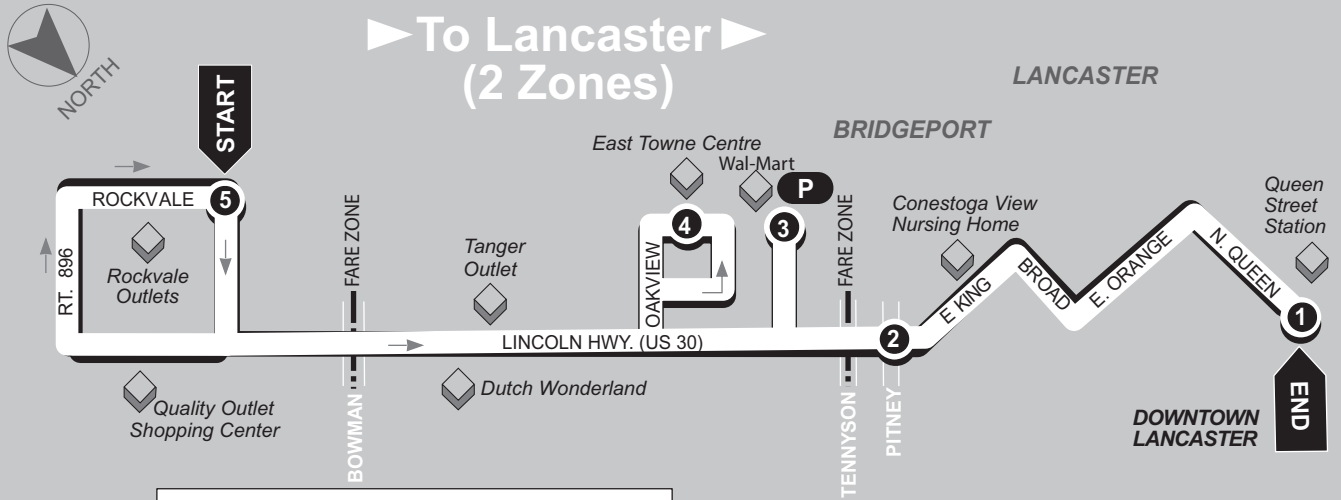 To Lancaster
(2 Zones)
NORTH
START
LANCASTER
BRIDGEPORT
East Towne Centre
Wal-Mart
P
ROCKVALE
5
4
3
Conestoga View
Nursing Home
Queen
Street
Station
RT. 896
Rockvale
Outlets
FARE ZONE
Tanger
Outlet
OAKVIEW
FARE ZONE
E KING
BROAD
E. ORANGE
N. QUEEN
1
LINCOLN HWY. (US 30)
2
Quality Outlet
Shopping Center
BOWMAN
Dutch Wonderland
TENNYSON
PITNEY
DOWNTOWN
LANCASTER
END